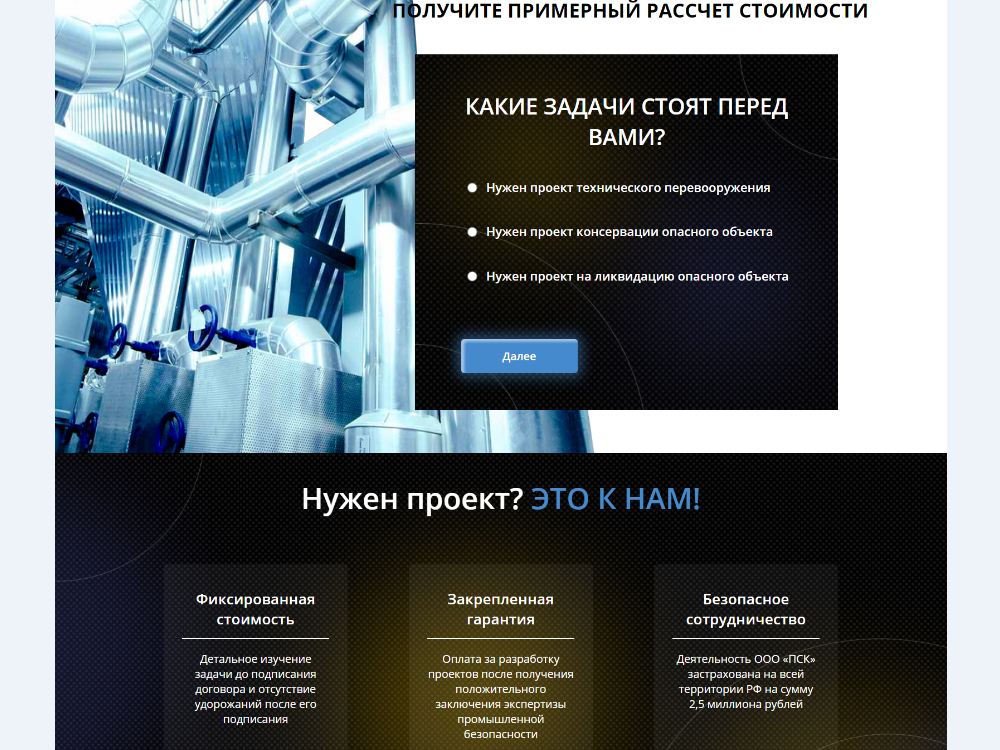 ПОЛУЧИТЕ ПРИМЕРНЫЙ РАССЧЕТ СТОИМОСТИ
КАКИЕ ЗАДАЧИ СТОЯТ ПЕРЕД
ВАМИ?
Нужен проект технического перевооружения
Нужен проект консервации опасного объекта
Нужен проект на ликвидацию опасного объекта
Далее
Нужен проект? ЭТО К НАМ!
Фиксированная
стоимость
Детальное изучение
задачи до подписания
договора и отсутствие
удорожаний после его
подписания
Закрепленная
гарантия
Оплата за разработку
проектов после получения
положительного
заключения экспертизы
промышленной
безопасности
Безопасное
сотрудничество
Деятельность ООО «ПСК»
застрахована на всей
территории РФ на сумму
2,5 миллиона рублей